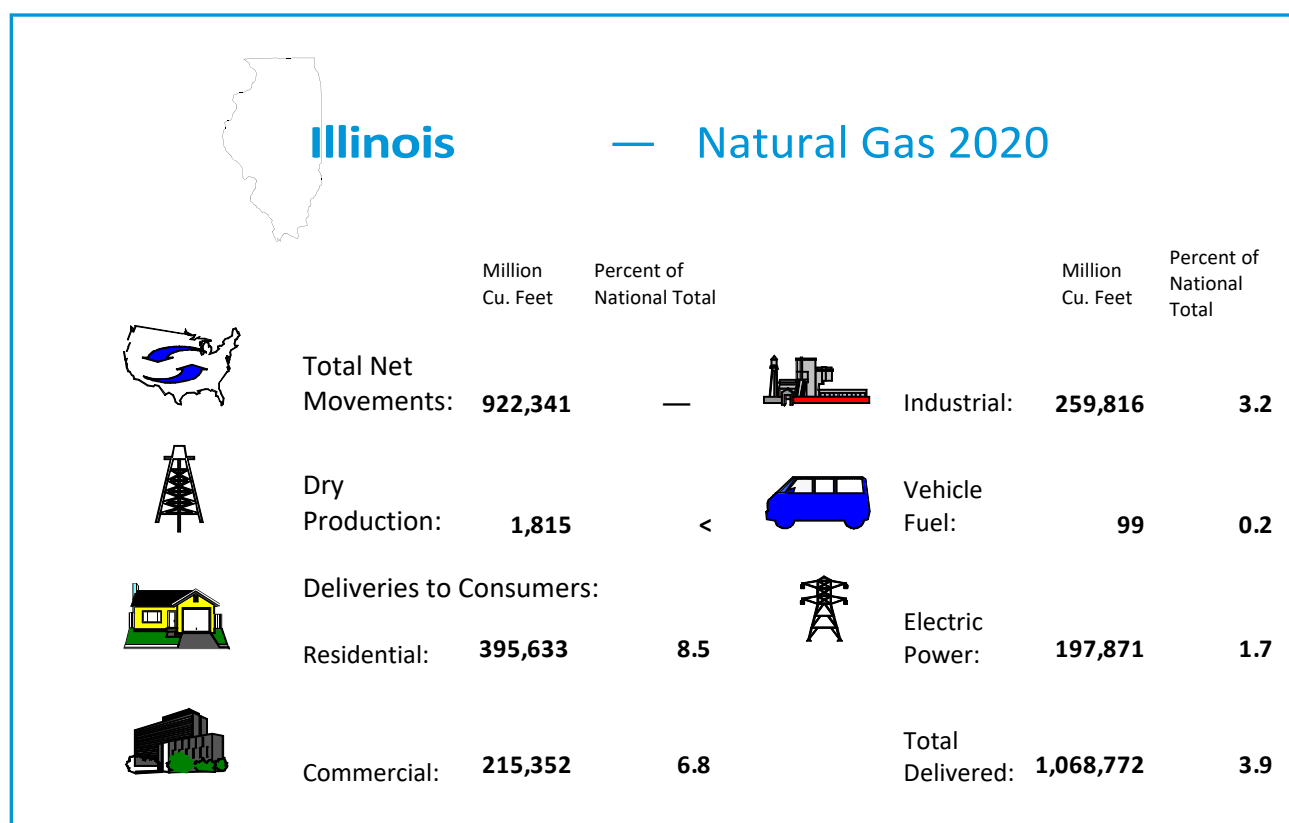 Illinois — Natural Gas 2020
Million
Cu. Feet
Percent of
National Total
Million
Cu. Feet
Percent of
National
Total
Total Net
Movements: 922,341 —
Industrial: 259,816 3.2
Dry
Production: 1,815 <
Vehicle
Fuel: 99 0.2
Deliveries to Consumers:
Residential: 395,633 8.5
Electric
Power: 197,871 1.7
Commercial: 215,352 6.8
Total
Delivered: 1,068,772 3.9